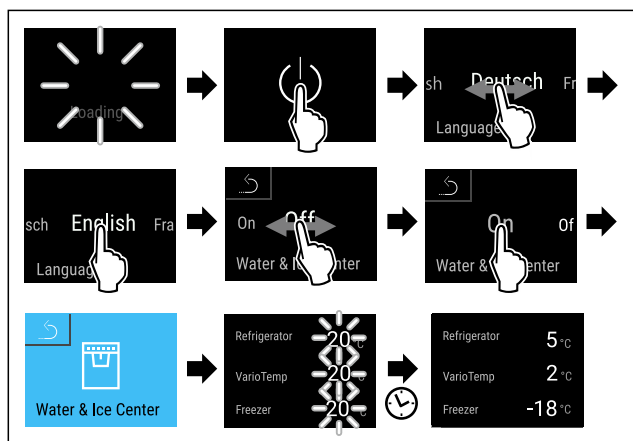 Loading
sh Deutsch Fr
Language
sch English Fra
Language
On Off
Water & Ice Center
On Of
Water & Ice Center
Water & Ice Center
Refrigerator -20 °C
VarioTemp 20 °C
Freezer -20 °C
Refrigerator 5 °C
VarioTemp 2 °C
Freezer -18 °C